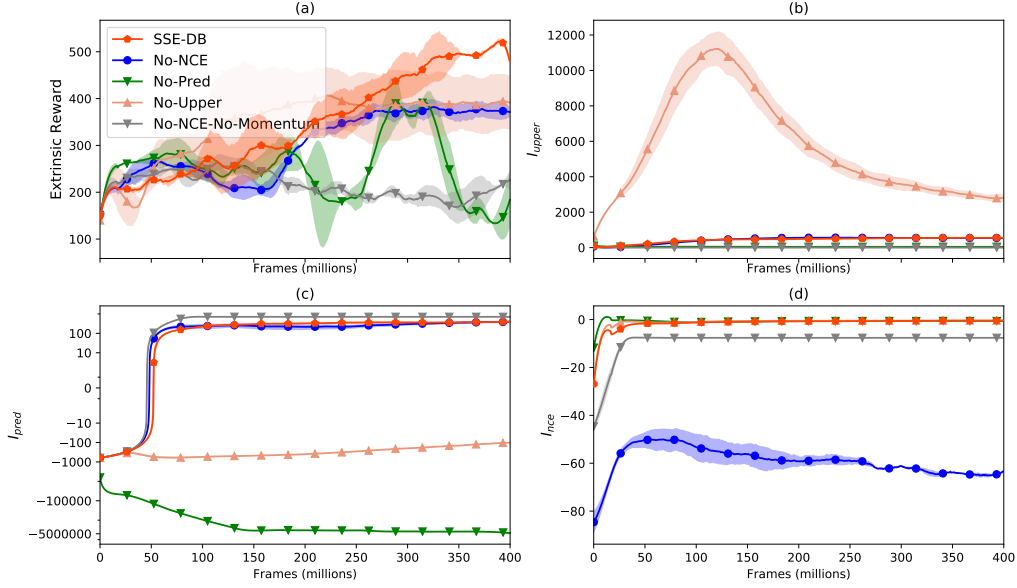 (a)
500
400
300
200
100
Extrinsic Reward
SSE-DB
No-NCE
No-Pred
No-Upper
No-NCE-No-Momentum
Frames (millions)
(b)
12000
10000
8000
6000
4000
2000
0
I_upper
Frames (millions)
(c)
100
10
0
−10
−100
−1000
−100000
−5000000
I_pred
0 50 100 150 200 250 300 350 400
Frames (millions)
(d)
0
−20
−40
−60
−80
I_nce
0 50 100 150 200 250 300 350 400
Frames (millions)